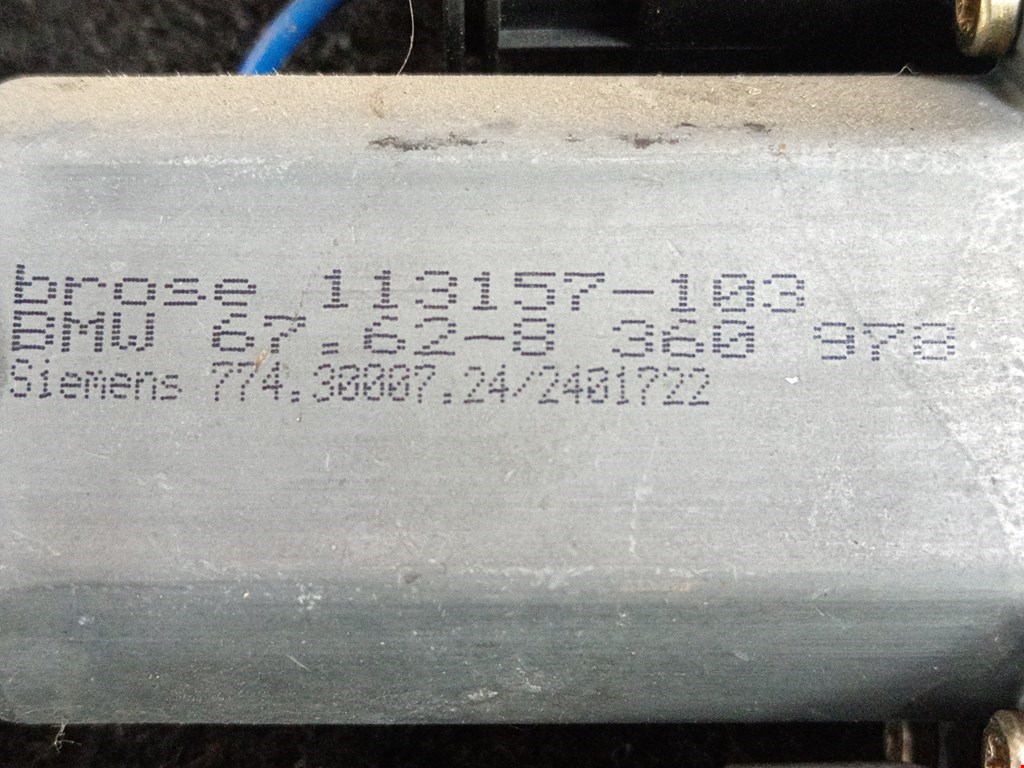 brose 113157-103
BMW 67.62-8 360 978
Siemens 774.30007.24/2401722